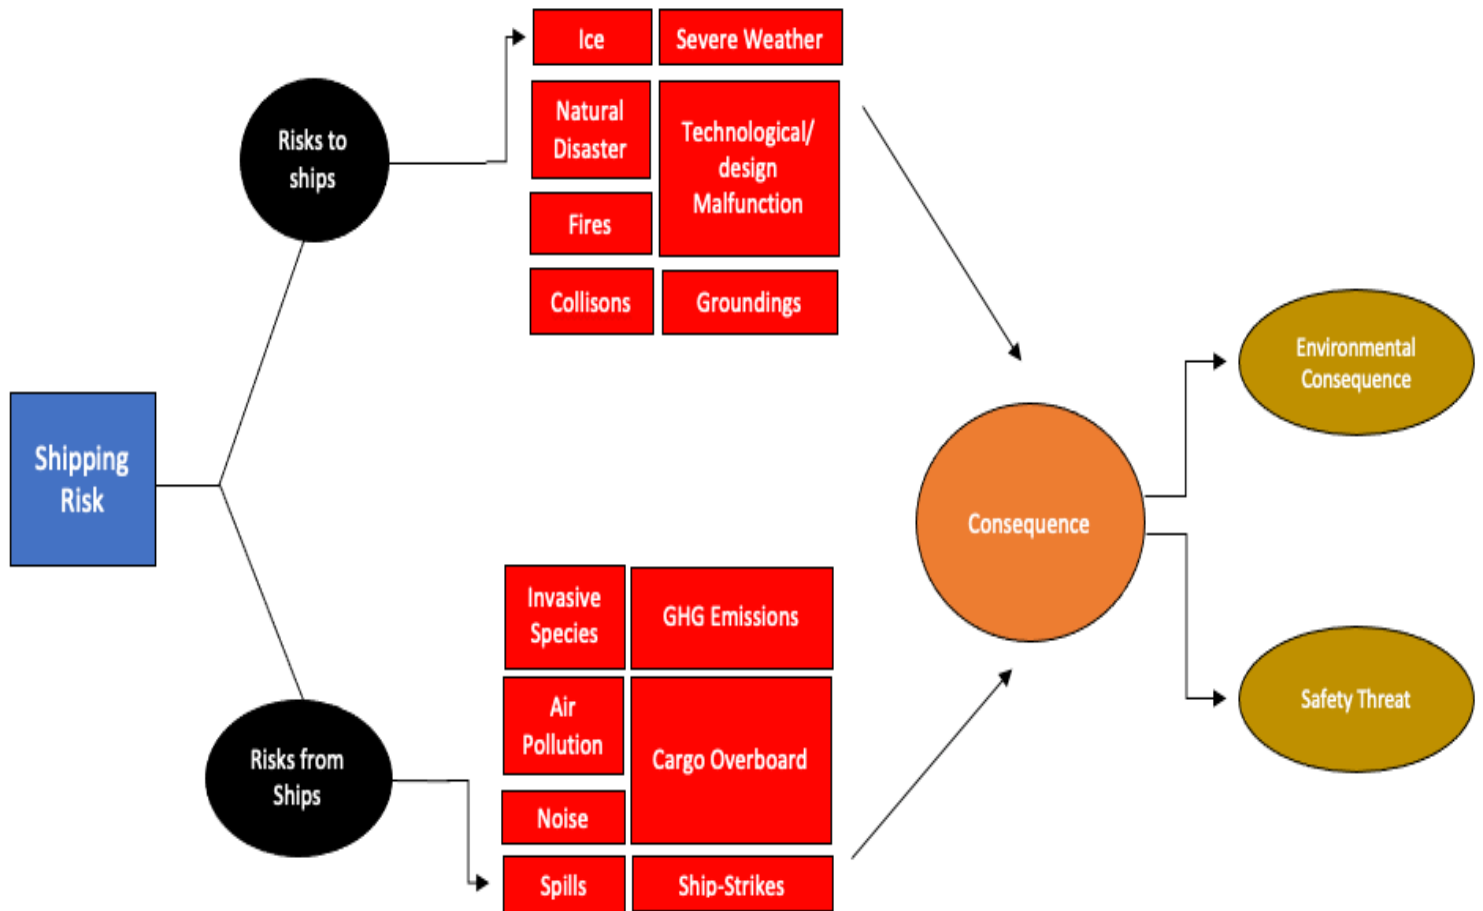 Ice
Severe Weather
Risks to
ships
Natural
Disaster
Technological/
design
Malfunction
Fires
Collisons
Groundings
Shipping
Risk
Environmental
Consequence
Consequence
Invasive
Species
GHG Emissions
Air
Pollution
Cargo Overboard
Risks from
Ships
Noise
Spills
Ship-Strikes
Safety Threat